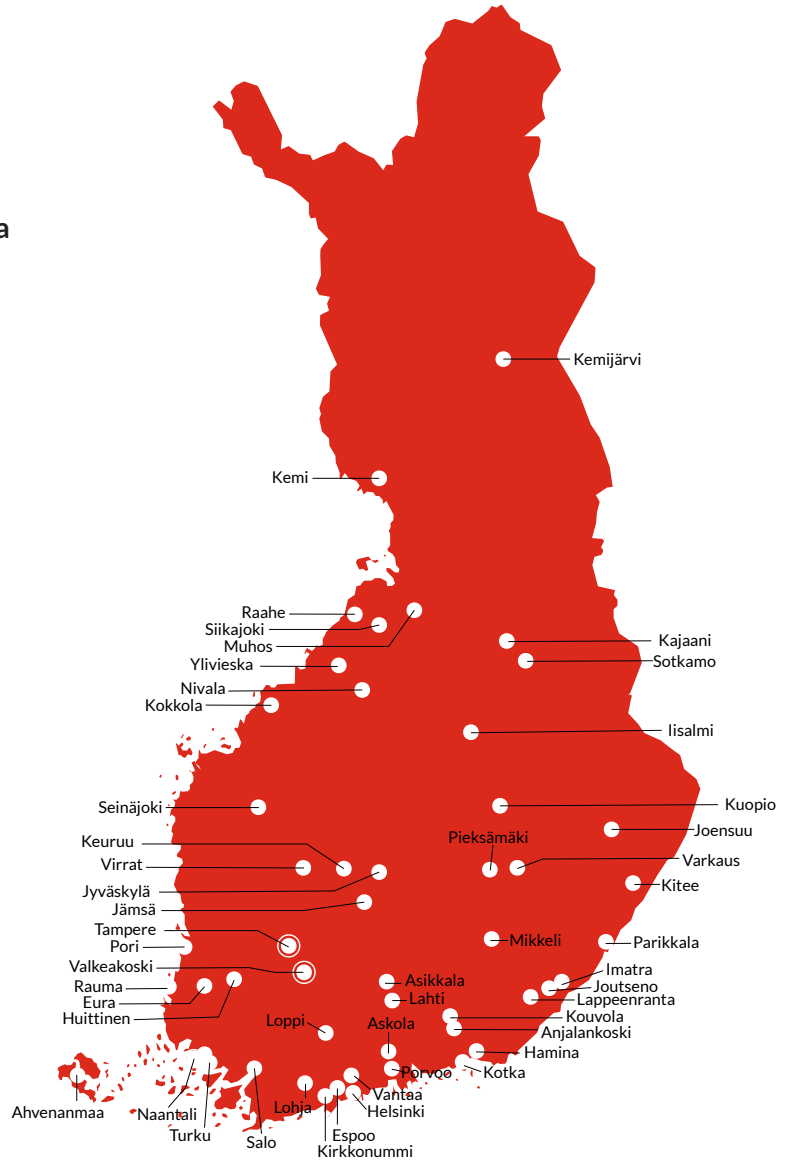 a
Kemijärvi
Kemi
Raahe
Siikajoki
Muhos
Kajaani
Sotkamo
Ylivieska
Nivala
Kokkola
Iisalmi
Seinäjoki
Kuopio
Joensuu
Pieksämäki
Keuruu
Virrat
Varkaus
Kitee
Jyväskylä
Jämsä
Tampere
Pori
Mikkeli
Parikkala
Valkeakoski
Rauma
Eura
Huittinen
Asikkala
Lahti
Imatra
Joutseno
Lappeenranta
Loppi
Askola
Kouvola
Anjalankoski
Hamina
Kotka
Porvoo
Vantaa
Helsinki
Ahvenanmaa
Naantali
Turku
Salo
Lohja
Espoo
Kirkkonummi